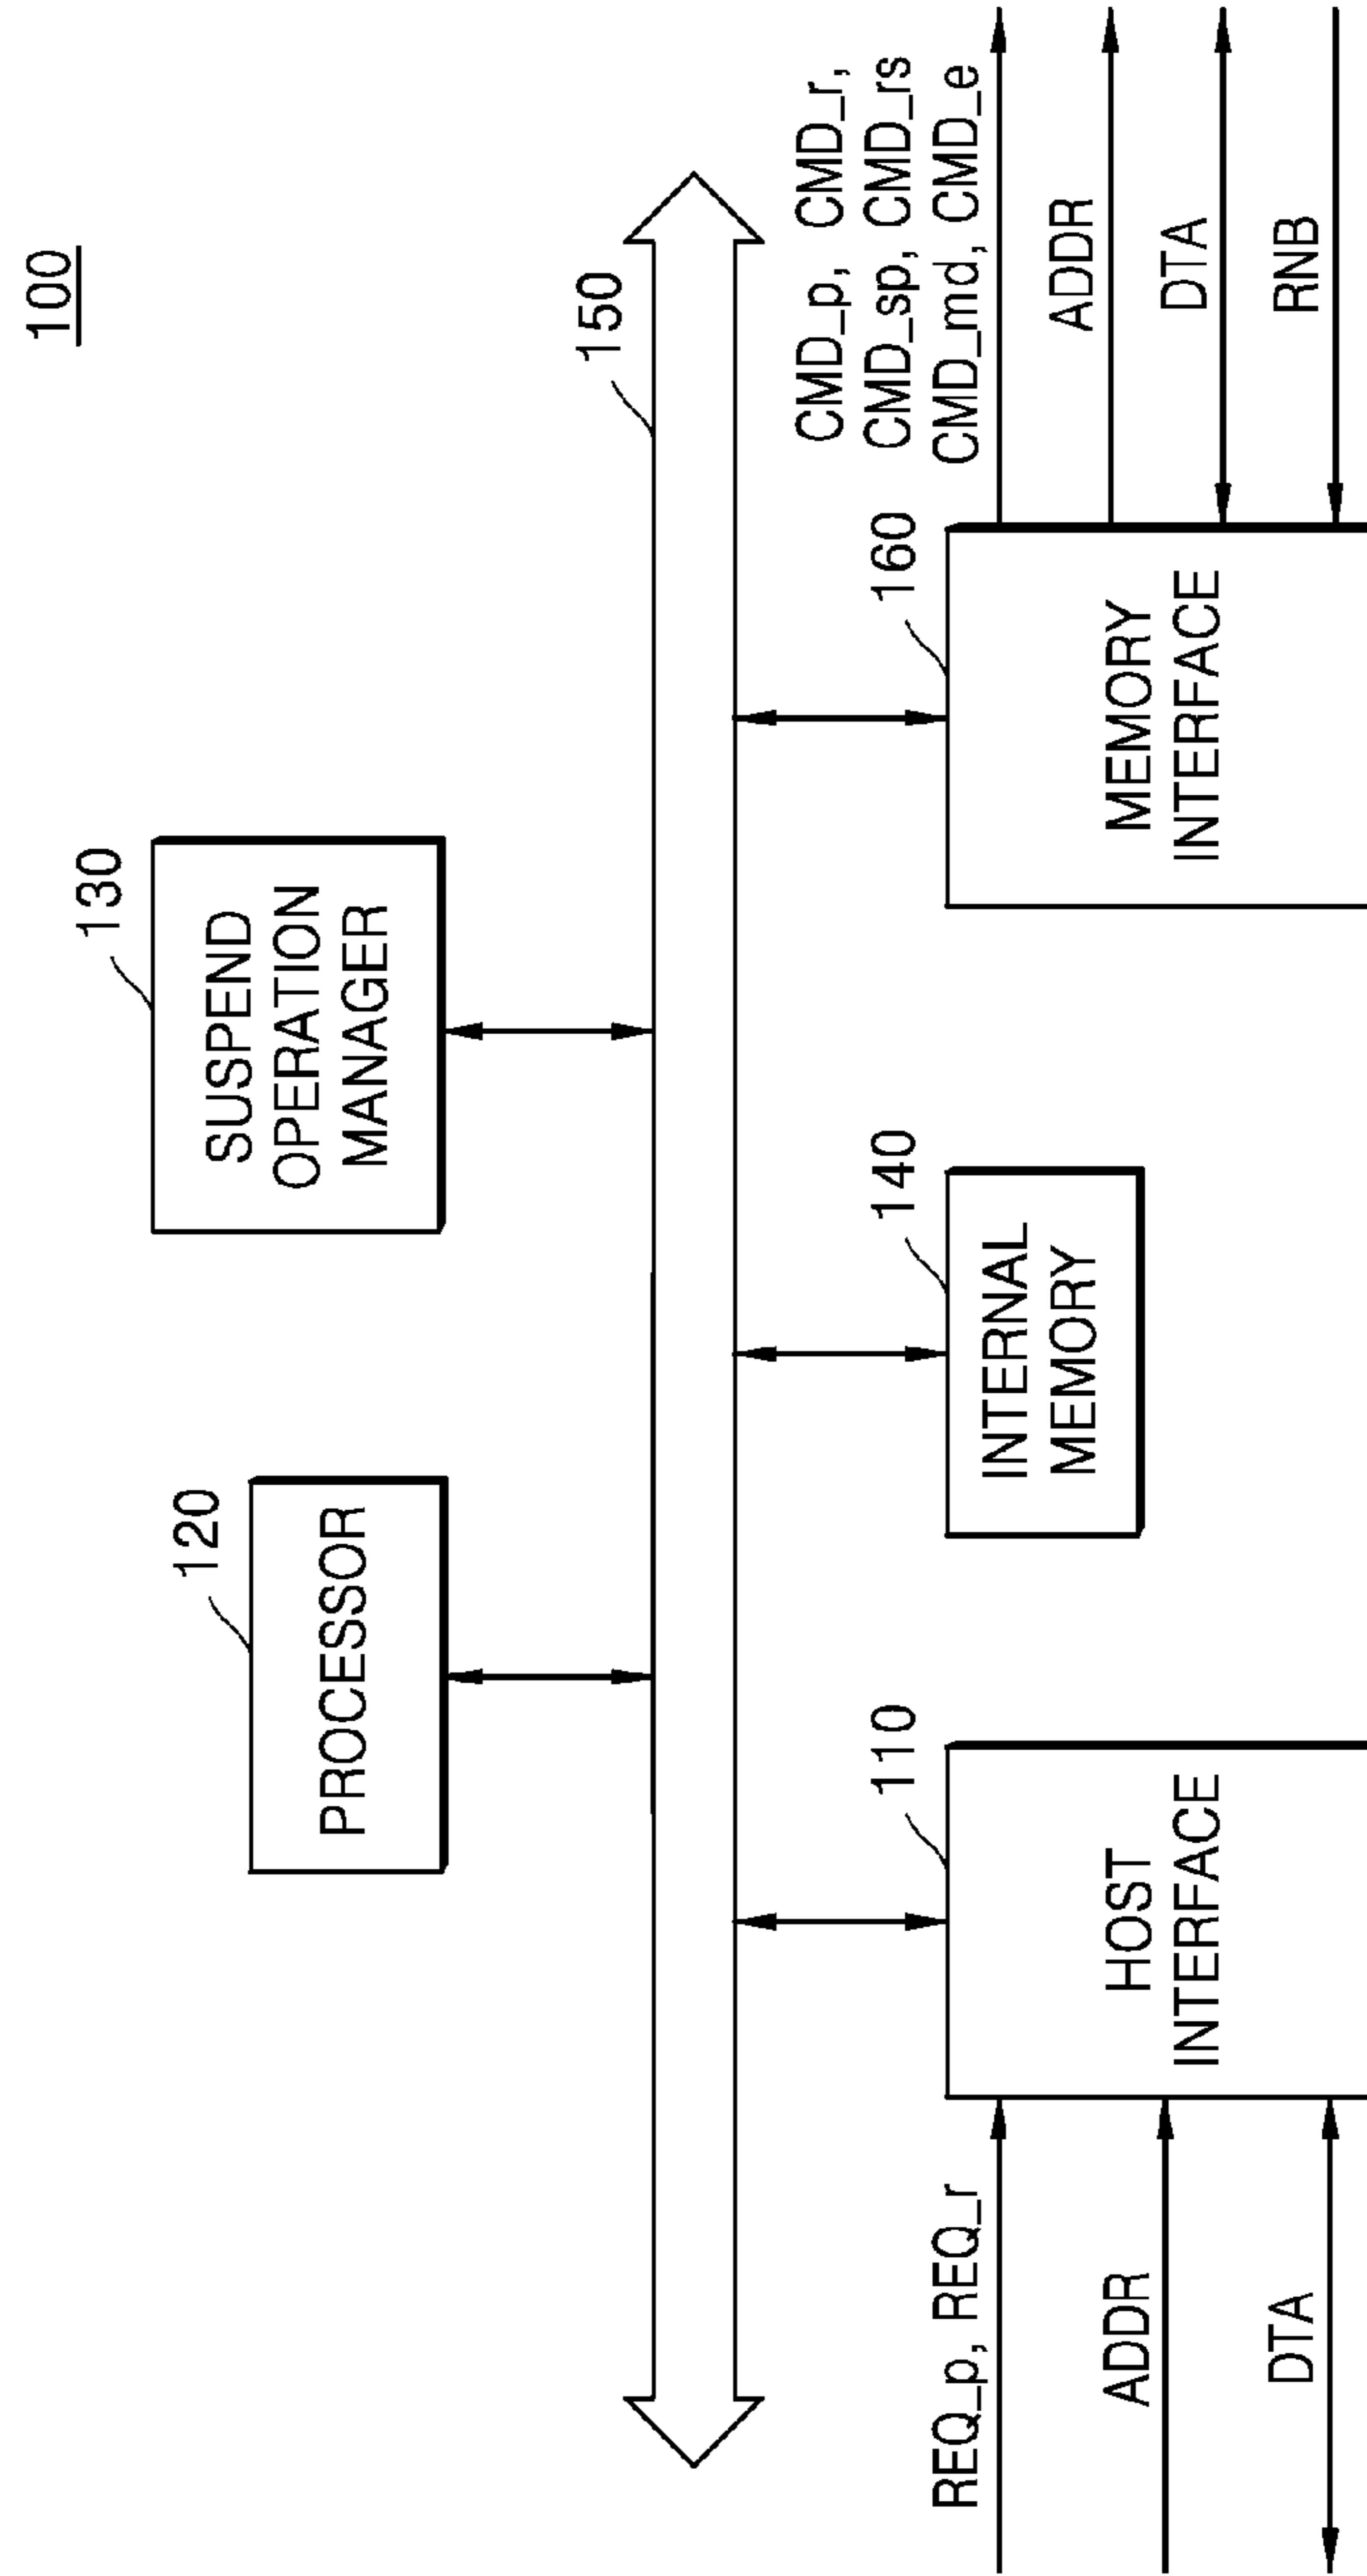 100
120
PROCESSOR
130
SUSPEND
OPERATION
MANAGER
150
REQ_p, REQ_r
ADDR
DTA
110
HOST
INTERFACE
140
INTERNAL
MEMORY
160
MEMORY
INTERFACE
CMD_p, CMD_r,
CMD_sp, CMD_rs
CMD_md, CMD_e
ADDR
DTA
RNB